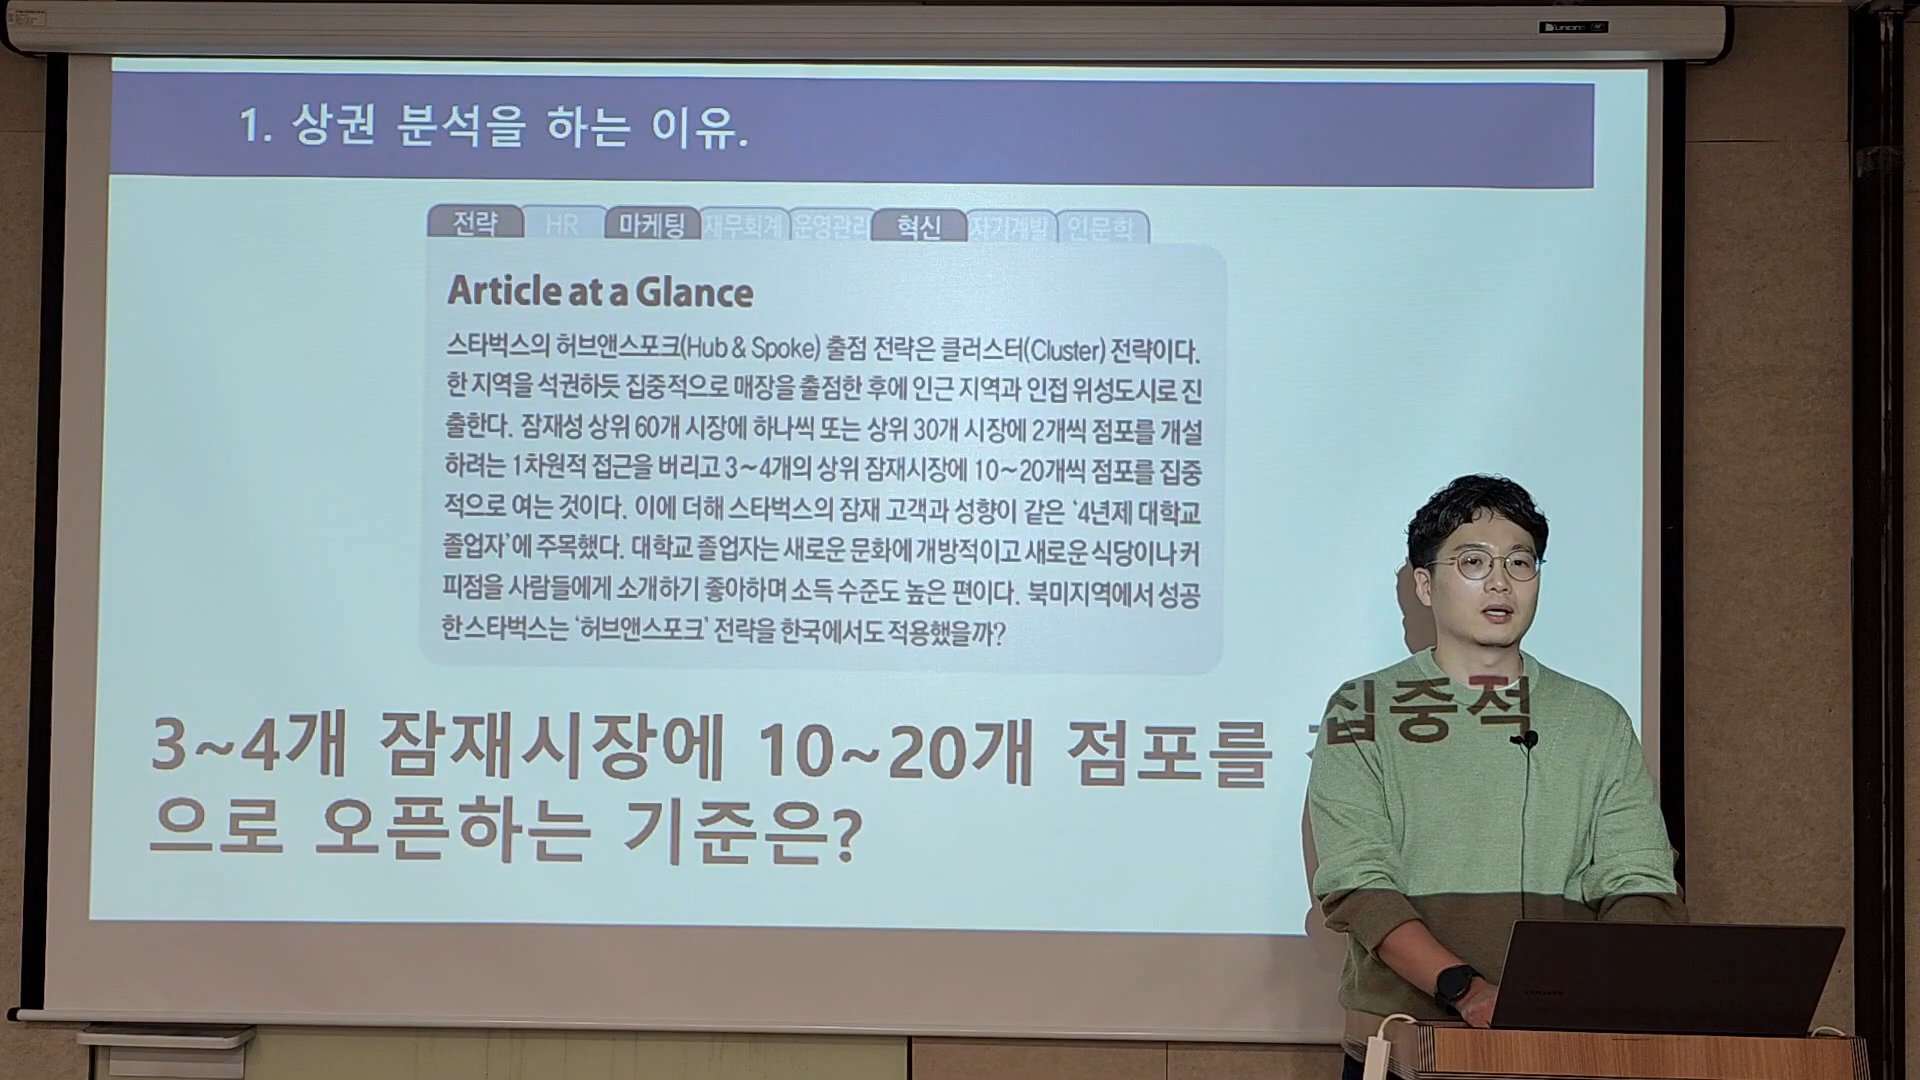 1. 상권 분석을 하는 이유.
전략 HR 마케팅 재무회계 운영관리 혁신 자기계발 인문학
Article at a Glance
스타벅스의 허브앤스포크(Hub & Spoke) 출점 전략은 클러스터(Cluster) 전략이다.
한 지역을 석권하듯 집중적으로 매장을 출점한 후에 인근 지역과 인접 위성도시로 진
출한다. 잠재성 상위 60개 시장에 하나씩 또는 상위 30개 시장에 2개씩 점포를 개설
하려는 1차원적 접근을 버리고 3~4개의 상위 잠재시장에 10~20개씩 점포를 집중
적으로 여는 것이다. 이에 더해 스타벅스의 잠재 고객과 성향이 같은 ‘4년제 대학교
졸업자’에 주목했다. 대학교 졸업자는 새로운 문화에 개방적이고 새로운 식당이나 커
피점을 사람들에게 소개하기 좋아하며 소득 수준도 높은 편이다. 북미지역에서 성공
한 스타벅스는 ‘허브앤스포크’ 전략을 한국에서도 적용했을까?
3~4개 잠재시장에 10~20개 점포를 집중적
으로 오픈하는 기준은?